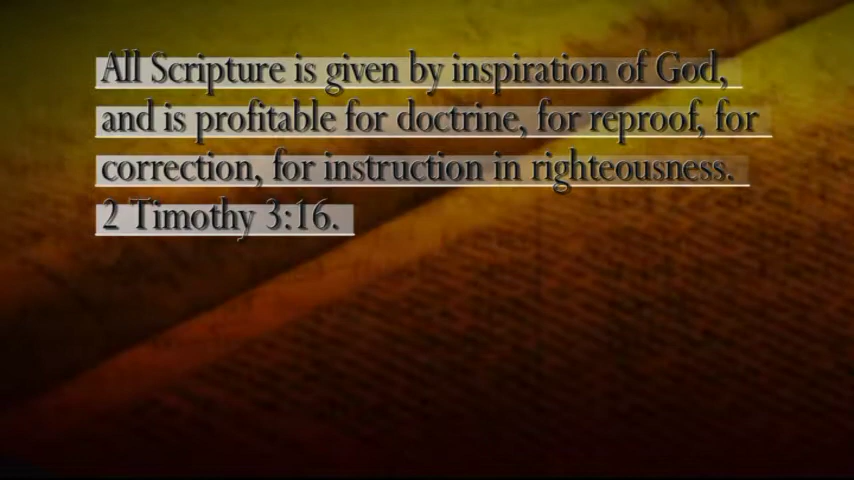 All Scripture is given by inspiration of God,
and is profitable for doctrine, for reproof, for
correction, for instruction in righteousness.
2 Timothy 3:16.